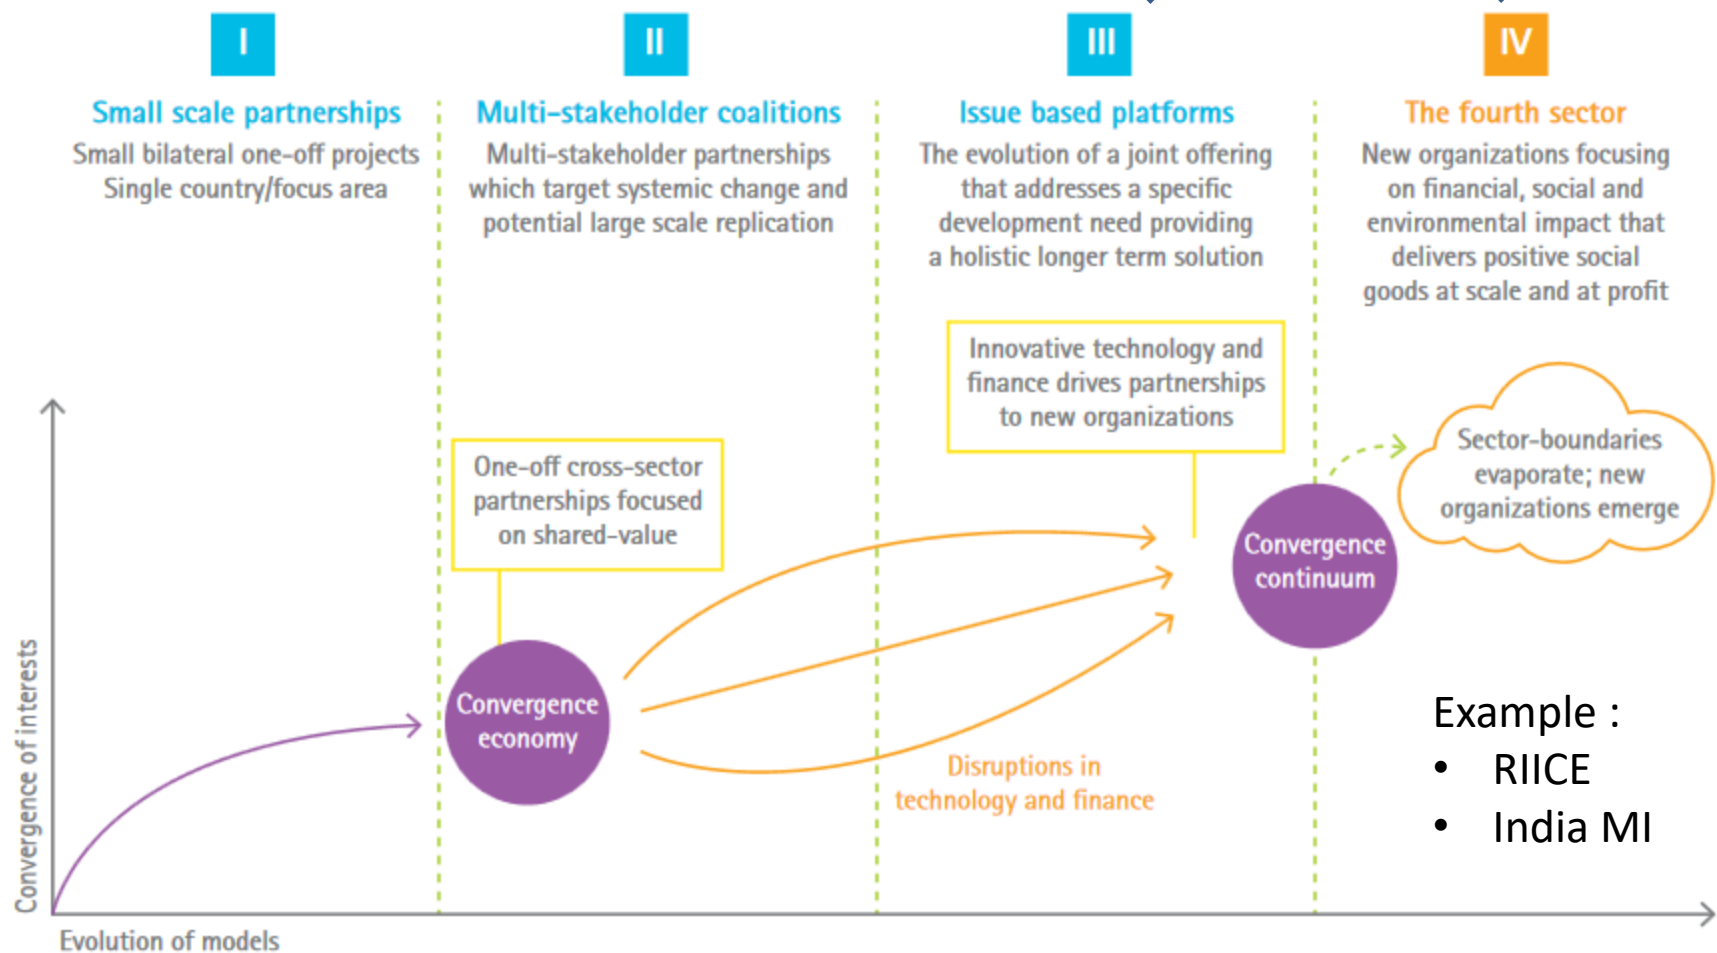 I
II
III
IV
Small scale partnerships
Small bilateral one-off projects
Single country/focus area
Multi-stakeholder coalitions
Multi-stakeholder partnerships
which target systemic change and
potential large scale replication
Issue based platforms
The evolution of a joint offering
that addresses a specific
development need providing
a holistic longer term solution
The fourth sector
New organizations focusing
on financial, social and
environmental impact that
delivers positive social
goods at scale and at profit
Innovative technology and
finance drives partnerships
to new organizations
One-off cross-sector
partnerships focused
on shared-value
Sector-boundaries
evaporate; new
organizations emerge
Convergence
continuum
Convergence
economy
Disruptions in
technology and finance
Example :
• RIICE
• India MI
Convergence of interests
Evolution of models